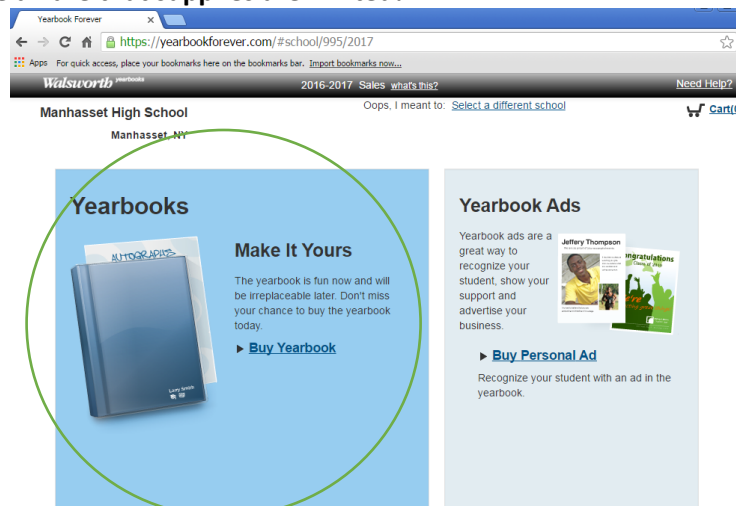 Yearbook Forever
https://yearbookforever.com/#school/995/2017
Apps For quick access, place your bookmarks here on the bookmarks bar. Import bookmarks now...
Walsworth yearbooks
2016-2017 Sales what's this?
Need Help?
Manhasset High School
Manhasset, NY
Oops, I meant to: Select a different school
Cart(
Yearbooks
AUTOGRAPHS
Make It Yours
The yearbook is fun now and will
be irreplaceable later. Don't miss
your chance to buy the yearbook
today.
Buy Yearbook
Yearbook Ads
Yearbook ads are a
great way to
recognize your
student, show your
support and
advertise your
business.
Jeffery Thompson
ngratulations
Buy Personal Ad
Recognize your student with an ad in the
yearbook.